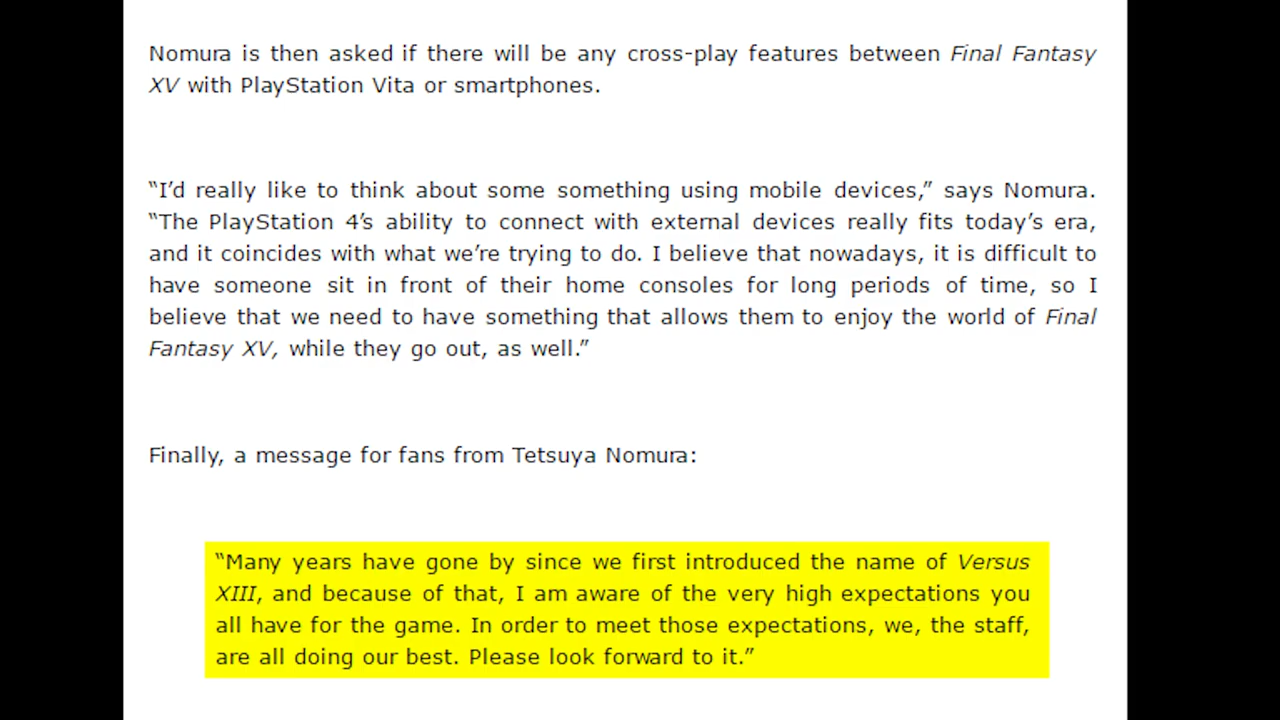 Nomura is then asked if there will be any cross-play features between Final Fantasy
XV with PlayStation Vita or smartphones.
“I’d really like to think about some something using mobile devices,” says Nomura.
“The PlayStation 4’s ability to connect with external devices really fits today’s era,
and it coincides with what we’re trying to do. I believe that nowadays, it is difficult to
have someone sit in front of their home consoles for long periods of time, so I
believe that we need to have something that allows them to enjoy the world of Final
Fantasy XV, while they go out, as well.”
Finally, a message for fans from Tetsuya Nomura:
“Many years have gone by since we first introduced the name of Versus
XIII, and because of that, I am aware of the very high expectations you
all have for the game. In order to meet those expectations, we, the staff,
are all doing our best. Please look forward to it.”